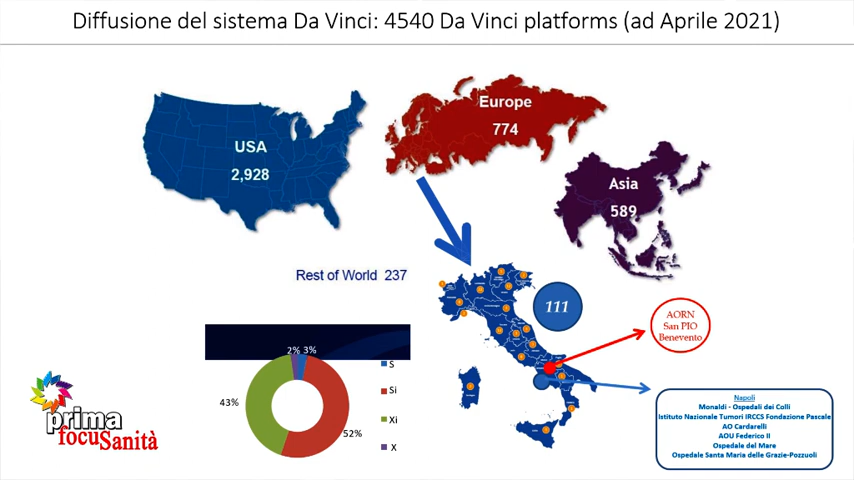 Diffusione del sistema Da Vinci: 4540 Da Vinci platforms (ad Aprile 2021)
Europe
774
USA
2,928
Asia
589
Rest of World 237
111
AORN
San PIO
Benevento
2% 3%
S
Si
43%
Xi
52%
X
Napoli
Monaldi - Ospedali dei Colli
Istituto Nazionale Tumori IRCCS Fondazione Pascale
AO Cardarelli
AOU Federico II
Ospedale del Mare
Ospedale Santa Maria delle Grazie-Pozzuoli
prima
focuSanità